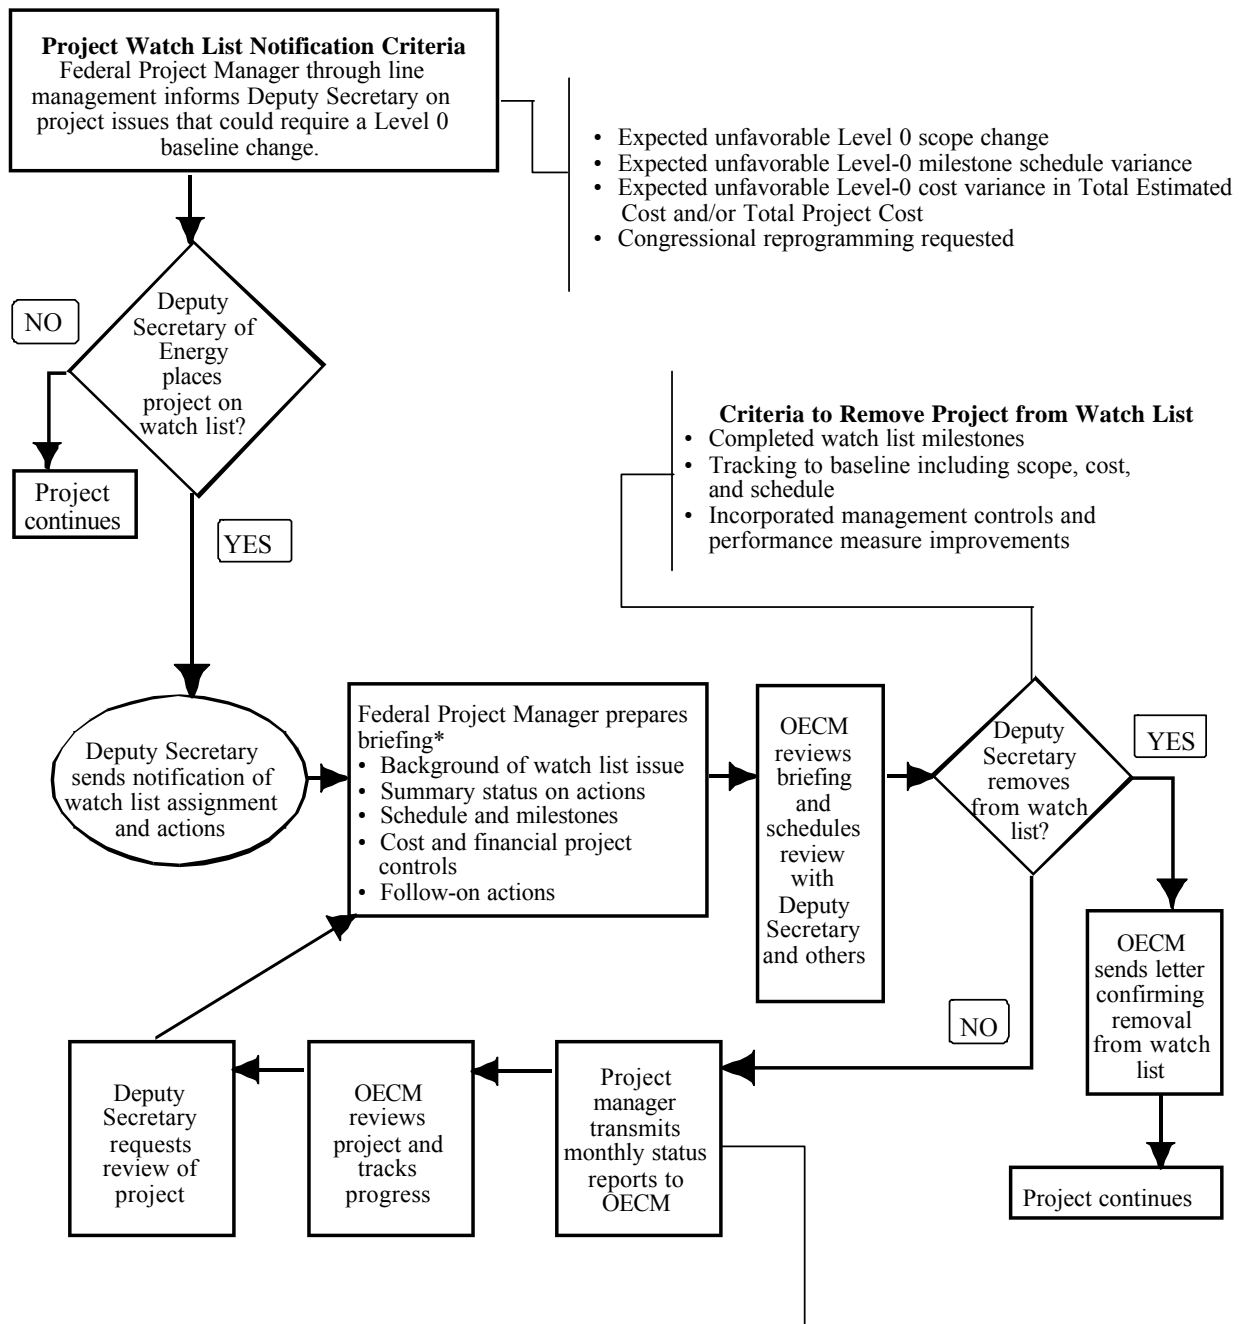 Project Watch List Notification Criteria
Federal Project Manager through line
management informs Deputy Secretary on
project issues that could require a Level 0
baseline change.
• Expected unfavorable Level 0 scope change
• Expected unfavorable Level-0 milestone schedule variance
• Expected unfavorable Level-0 cost variance in Total Estimated
Cost and/or Total Project Cost
• Congressional reprogramming requested
Deputy
Secretary of
Energy
places
project on
watch list?
NO
Project
continues
YES
Criteria to Remove Project from Watch List
• Completed watch list milestones
• Tracking to baseline including scope, cost,
and schedule
• Incorporated management controls and
performance measure improvements
Deputy Secretary
sends notification of
watch list assignment
and actions
Federal Project Manager prepares
briefing*
• Background of watch list issue
• Summary status on actions
• Schedule and milestones
• Cost and financial project
controls
• Follow-on actions
OECM
reviews
briefing
and
schedules
review
with
Deputy
Secretary
and others
Deputy
Secretary
removes
from watch
list?
YES
OECM
sends letter
confirming
removal
from watch
list
Project continues
NO
Project
manager
transmits
monthly status
reports to
OECM
OECM
reviews
project and
tracks
progress
Deputy
Secretary
requests
review of
project